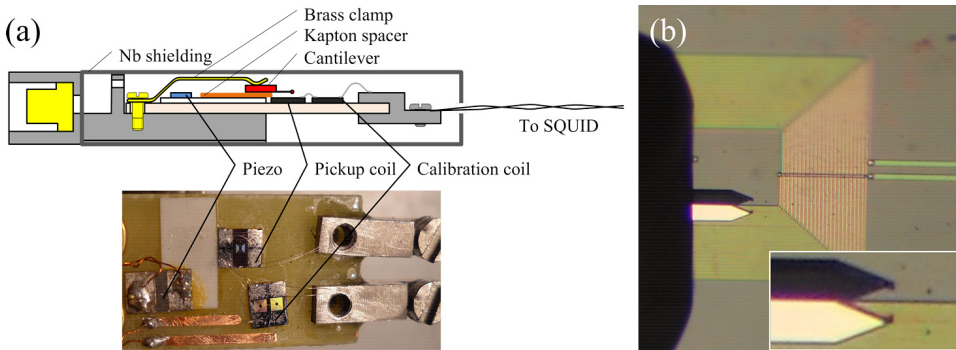 (a)
Brass clamp
Kapton spacer
Nb shielding
Cantilever
To SQUID
Piezo
Pickup coil
Calibration coil
(b)